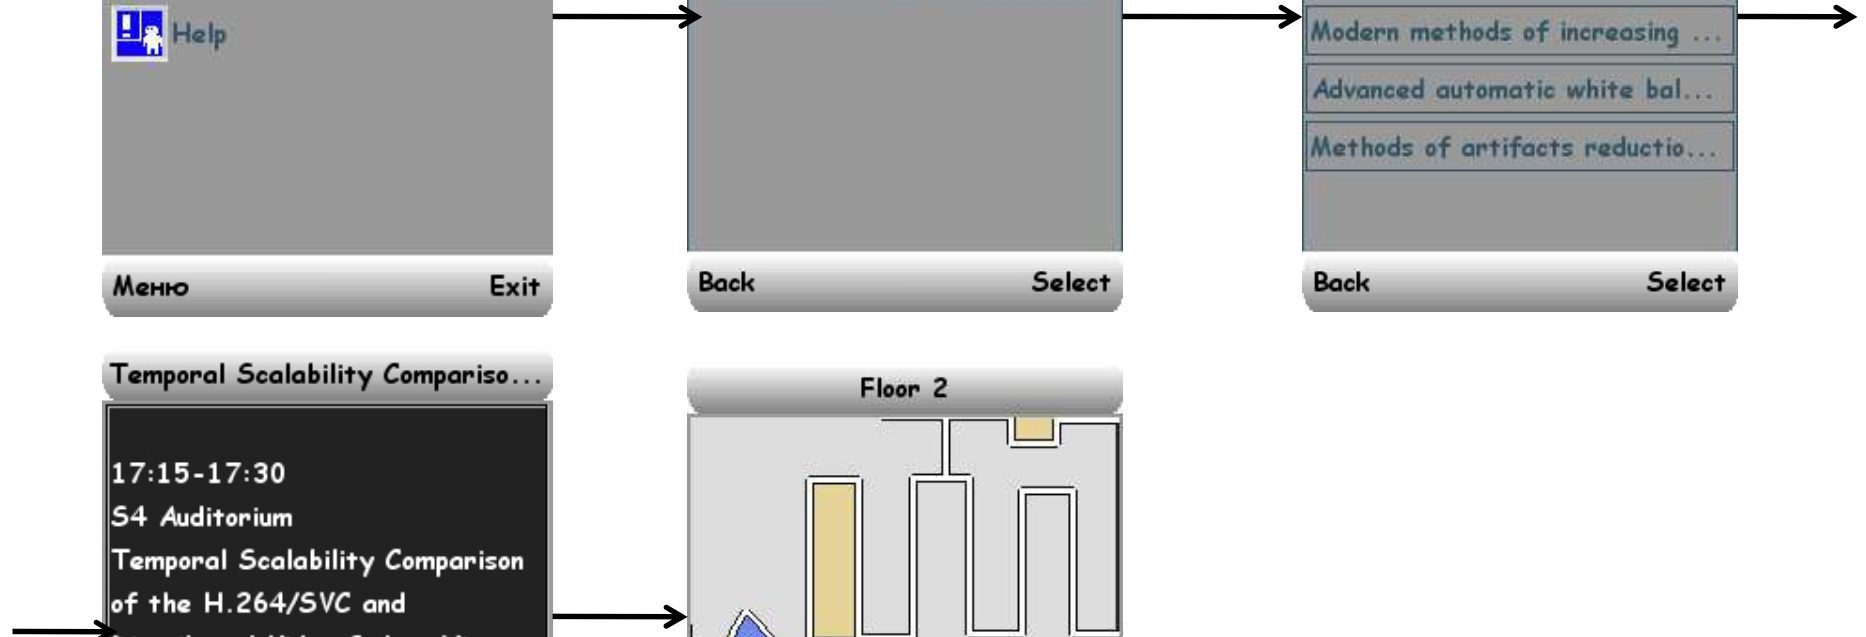 Help
Меню
Exit
Back
Select
Modern methods of increasing ...
Advanced automatic white bal...
Methods of artifacts reductio...
Back
Select
Temporal Scalability Compariso...
17:15-17:30
S4 Auditorium
Temporal Scalability Comparison
of the H.264/SVC and
Floor 2